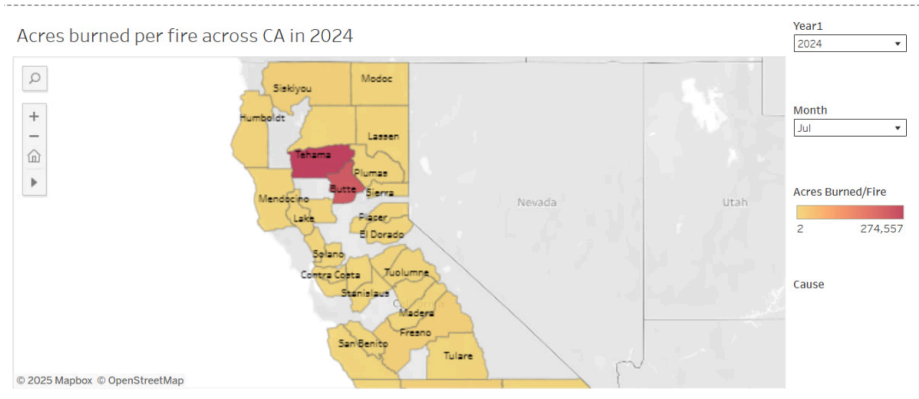 Acres burned per fire across CA in 2024
Year1
2024
Month
Jul
Acres Burned/Fire
2
274,557
Cause
Siskiyou
Modoc
Humboldt
Lassen
Tehama
Plumas
Butte
Sierra
Mendocino
Lake
Placer
El Dorado
Nevada
Utah
Solano
Contra Costa
Tuolumne
Stanislaus
Madera
Fresno
San Benito
Tulare
© 2025 Mapbox © OpenStreetMap